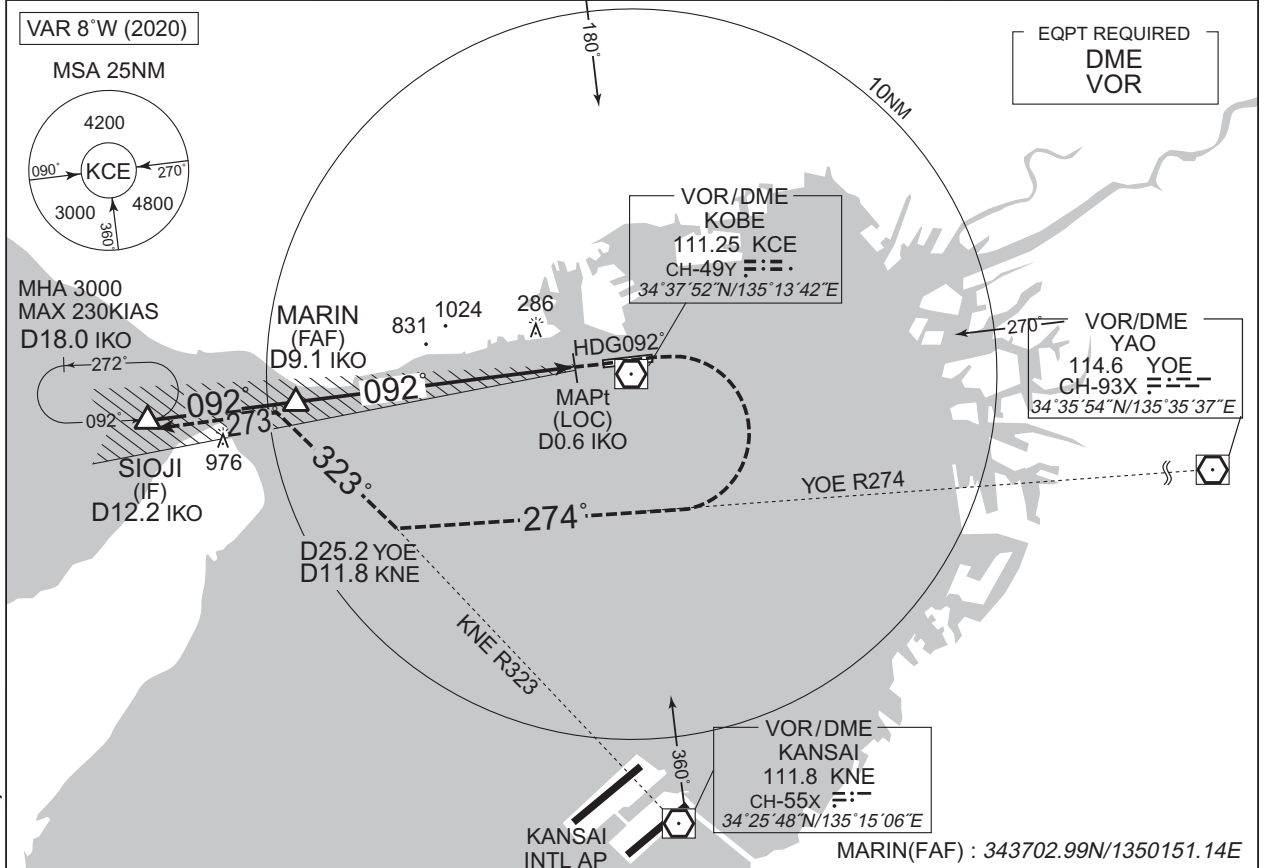 VAR 8°W (2020)
MSA 25NM
4200
090°
KCE
270°
3000
4800
360°
EQPT REQUIRED
DME
VOR
180°
10NM
VOR/DME
KOBE
111.25 KCE
CH-49Y
34°37′52″N/135°13′42″E
MHA 3000
MAX 230KIAS
D18.0 IKO
272°
092°
MARIN
(FAF)
D9.1 IKO
831
1024
286
HDG092°
270°
VOR/DME
YAO
114.6 YOE
CH-93X
34°35′54″N/135°35′37″E
092°
092°
273°
976
SIOJI
(IF)
D12.2 IKO
MAPt
(LOC)
D0.6 IKO
323°
274°
YOE R274
D25.2 YOE
D11.8 KNE
KNE R323
360°
VOR/DME
KANSAI
111.8 KNE
CH-55X
34°25′48″N/135°15′06″E
KANSAI
INTL AP
MARIN(FAF) : 343702.99N/1350151.14E